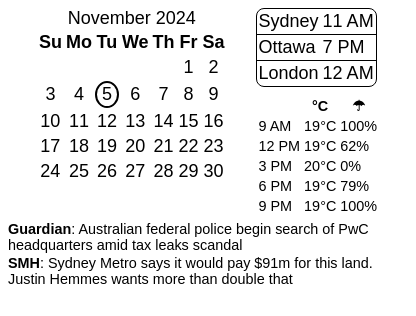 November 2024
Su Mo Tu We Th Fr Sa
1 2
3 4 5 6 7 8 9
10 11 12 13 14 15 16
17 18 19 20 21 22 23
24 25 26 27 28 29 30
Sydney 11 AM
Ottawa 7 PM
London 12 AM
°C ☂
9 AM 19°C 100%
12 PM 19°C 62%
3 PM 20°C 0%
6 PM 19°C 79%
9 PM 19°C 100%
Guardian: Australian federal police begin search of PwC
headquarters amid tax leaks scandal
SMH: Sydney Metro says it would pay $91m for this land.
Justin Hemmes wants more than double that